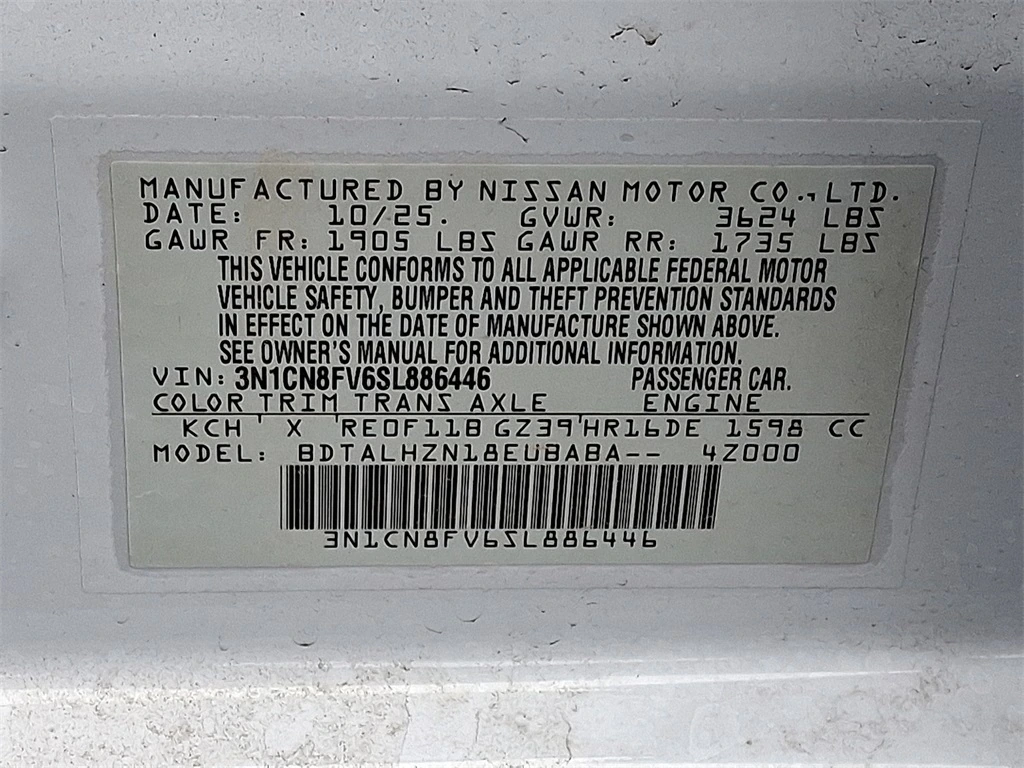 MANUFACTURED BY NISSAN MOTOR CO., LTD.
DATE: 10/25. GVWR: 3624 LBS
GAWR FR: 1905 LBS GAWR RR: 1735 LBS
THIS VEHICLE CONFORMS TO ALL APPLICABLE FEDERAL MOTOR
VEHICLE SAFETY, BUMPER AND THEFT PREVENTION STANDARDS
IN EFFECT ON THE DATE OF MANUFACTURE SHOWN ABOVE.
SEE OWNER'S MANUAL FOR ADDITIONAL INFORMATION.
VIN: 3N1CN8FV6SL886446 PASSENGER CAR.
COLOR TRIM TRANS AXLE ENGINE
KCH X RE0F11B GZ39 HR16DE 1598 CC
MODEL: BDTALHZN18EUBABA-- 4Z000
3N1CN8FV6SL886446